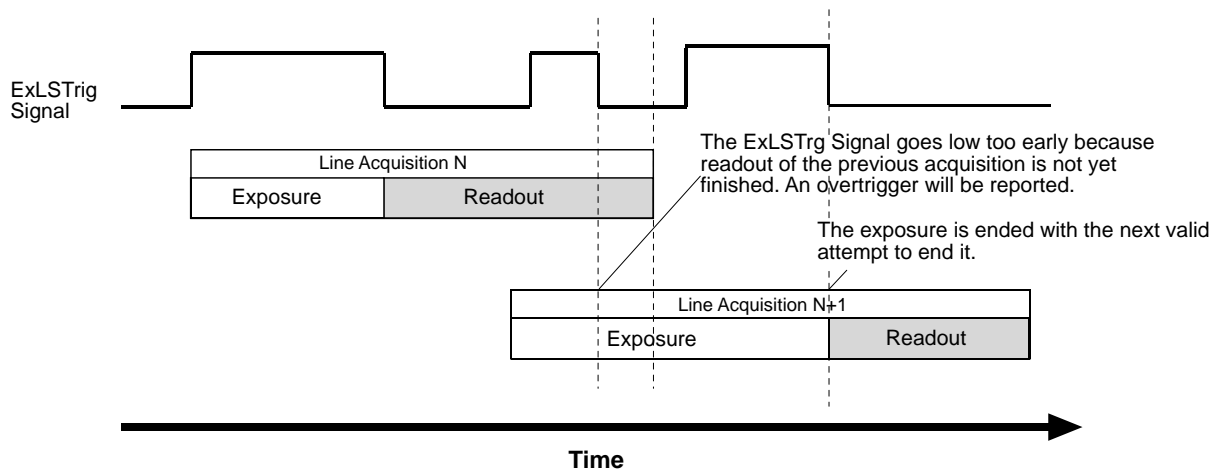 ExLSTrig
Signal
The ExLSTrg Signal goes low too early because
readout of the previous acquisition is not yet
finished. An overtrigger will be reported.
Line Acquisition N
Exposure
Readout
The exposure is ended with the next valid
attempt to end it.
Line Acquisition N+1
Exposure
Readout
Time